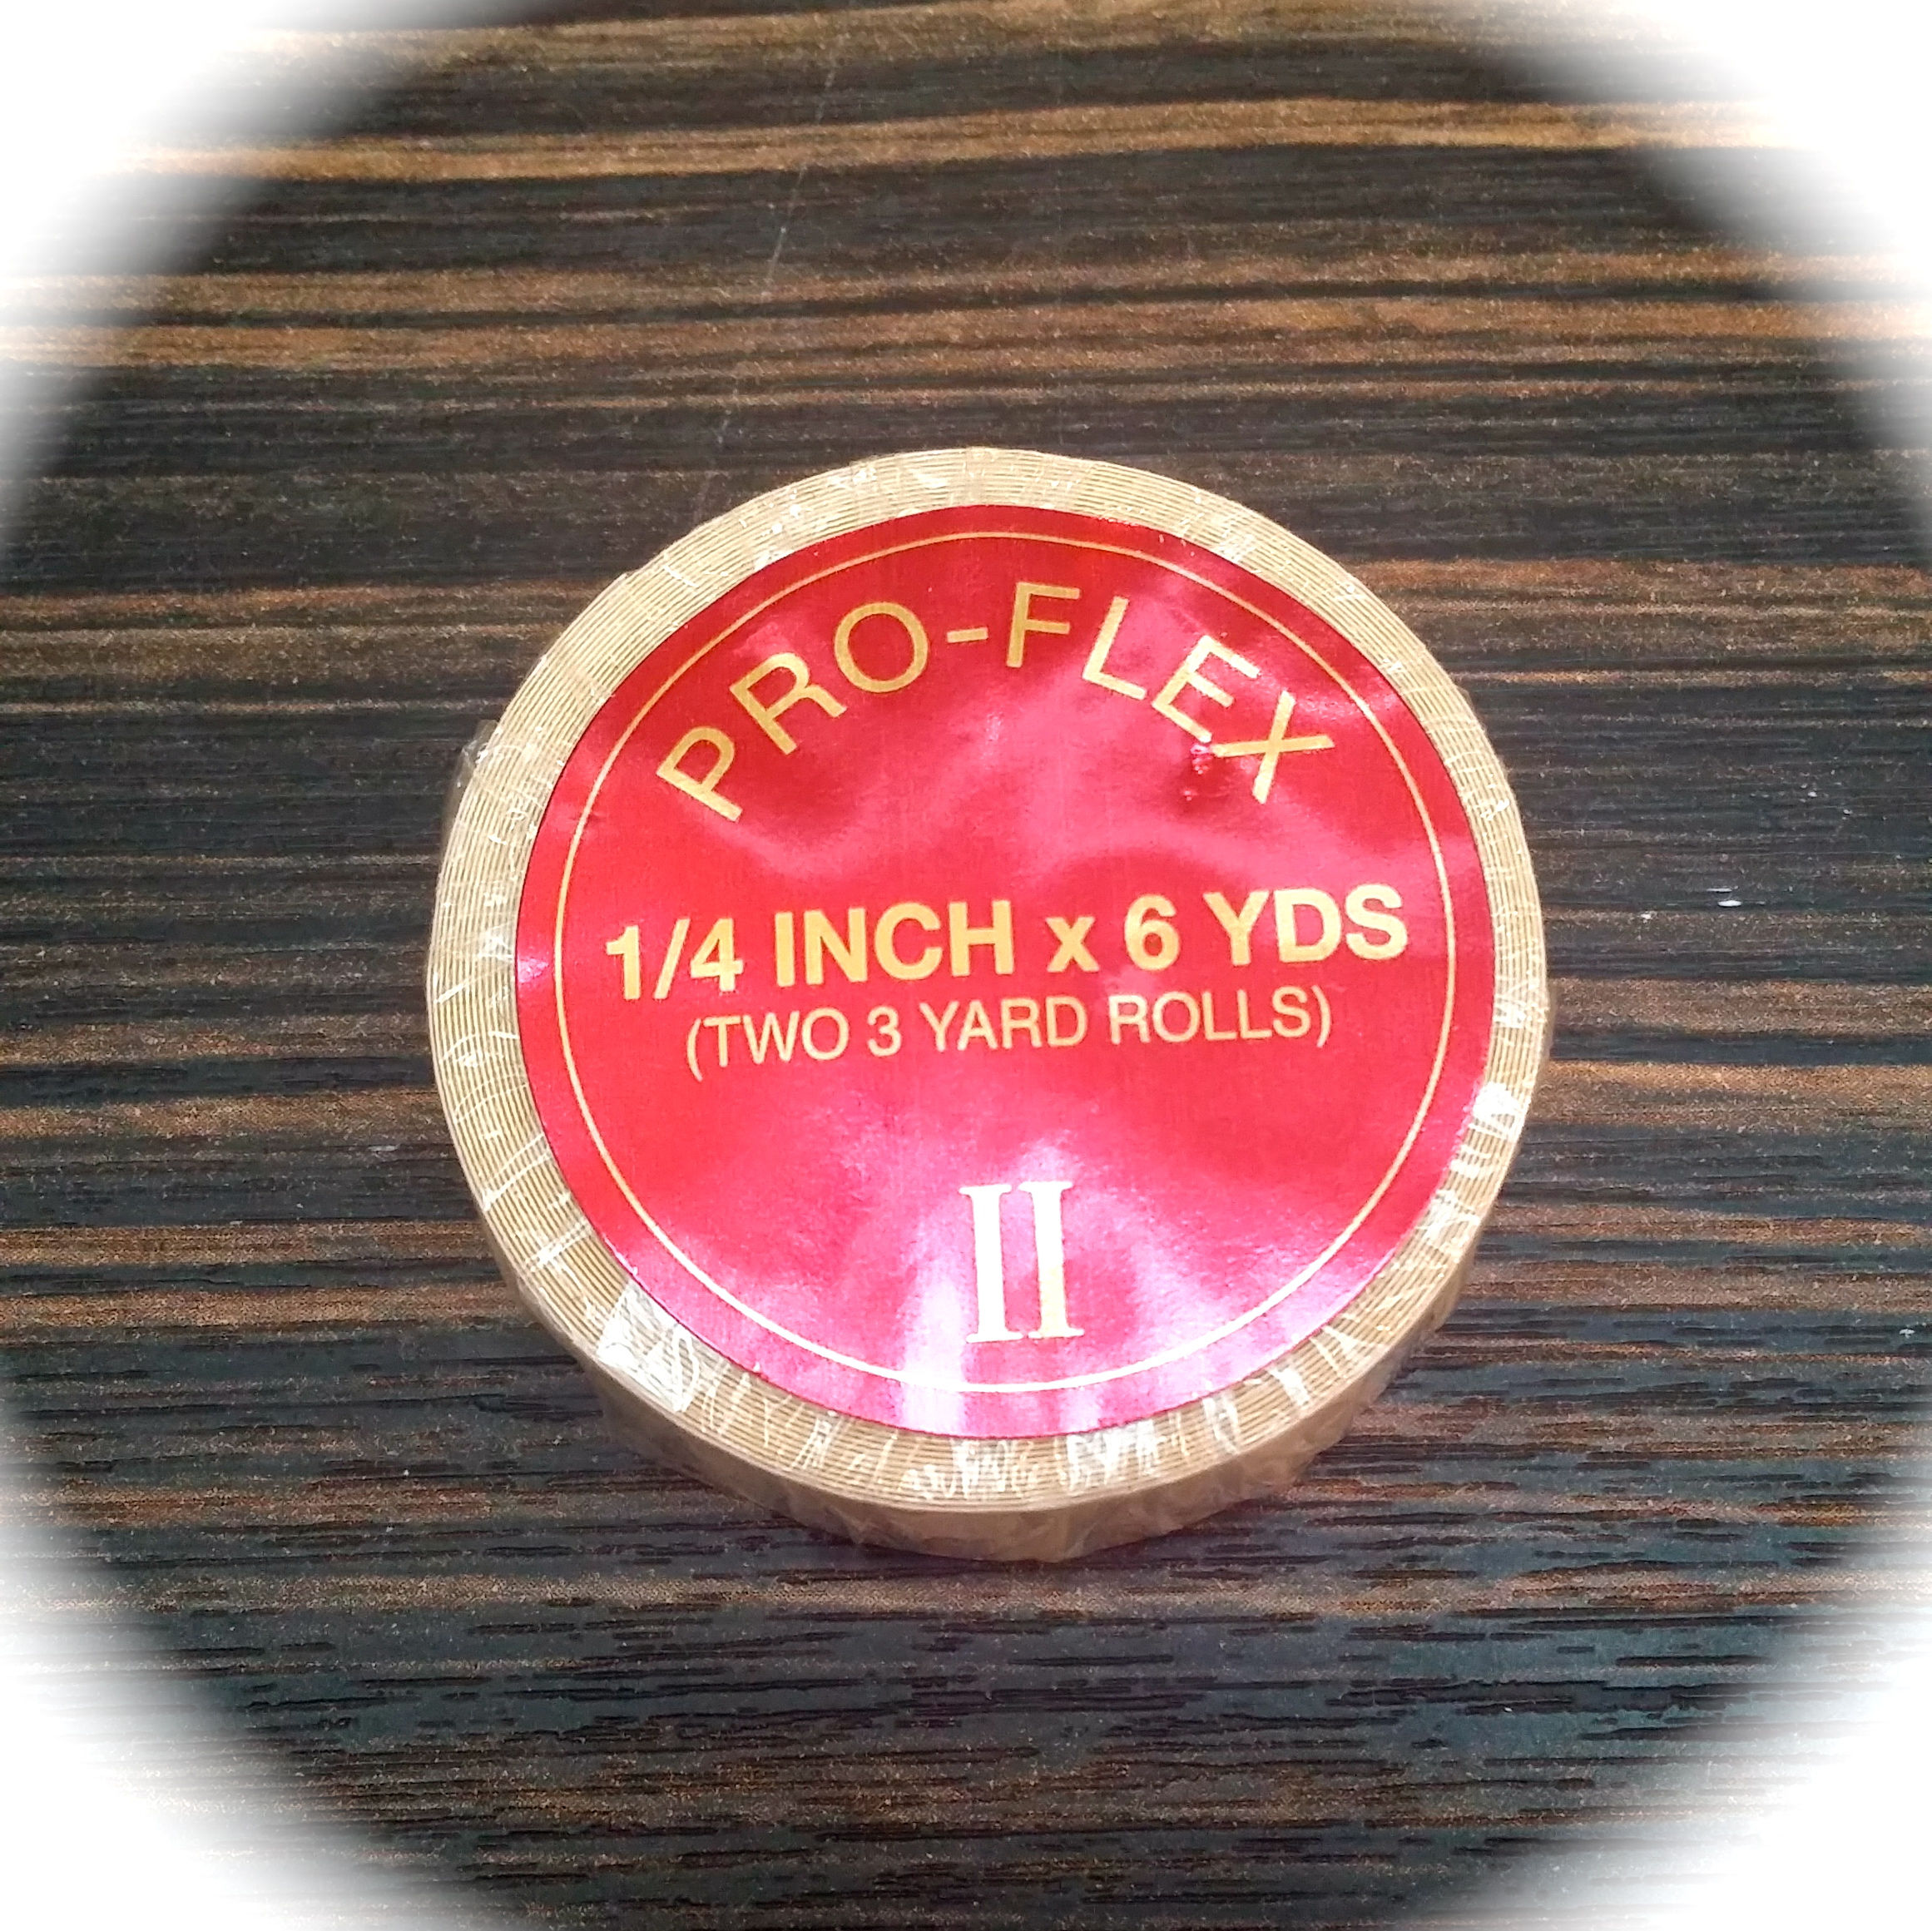 PRO-FLEX
1/4 INCH x 6 YDS
(TWO 3 YARD ROLLS)
II